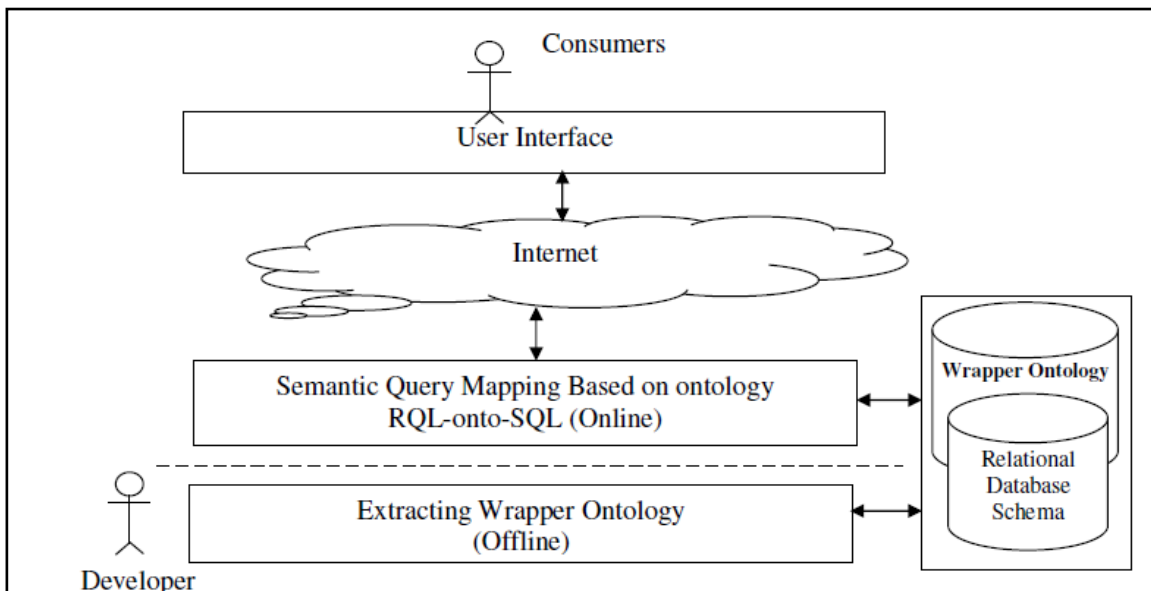 Consumers
User Interface
Internet
Semantic Query Mapping Based on ontology
RQL-onto-SQL (Online)
Wrapper Ontology
Relational
Database
Schema
Extracting Wrapper Ontology
(Offline)
Developer